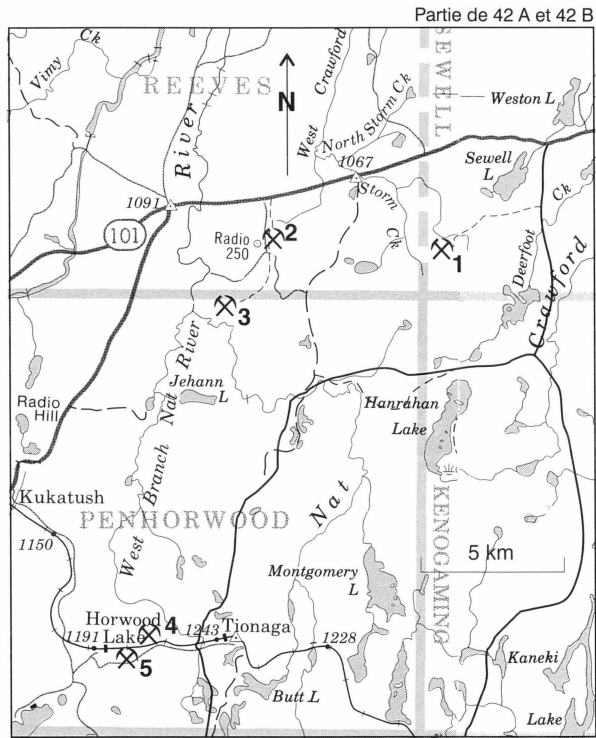 Partie de 42 A et 42 B
Ck
Vimy
REEVES
River
N
Crawford
West
North Storm Ck
SEWELL
Weston L
1067
Sewell
L
1091
Storm
Ck
Ck
101
Radio
250
2
1
Deerfoot
Crawford
3
West Branch Nat River
Jehann
L
Radio
Hill
Hanrahan
Lake
Kukatush
PENHORWOOD
Nat
KENOGAMING
1150
5 km
Montgomery
L
Horwood
Lake
4
1191
1243
Tionaga
1228
5
Kaneki
Lake
Butt L